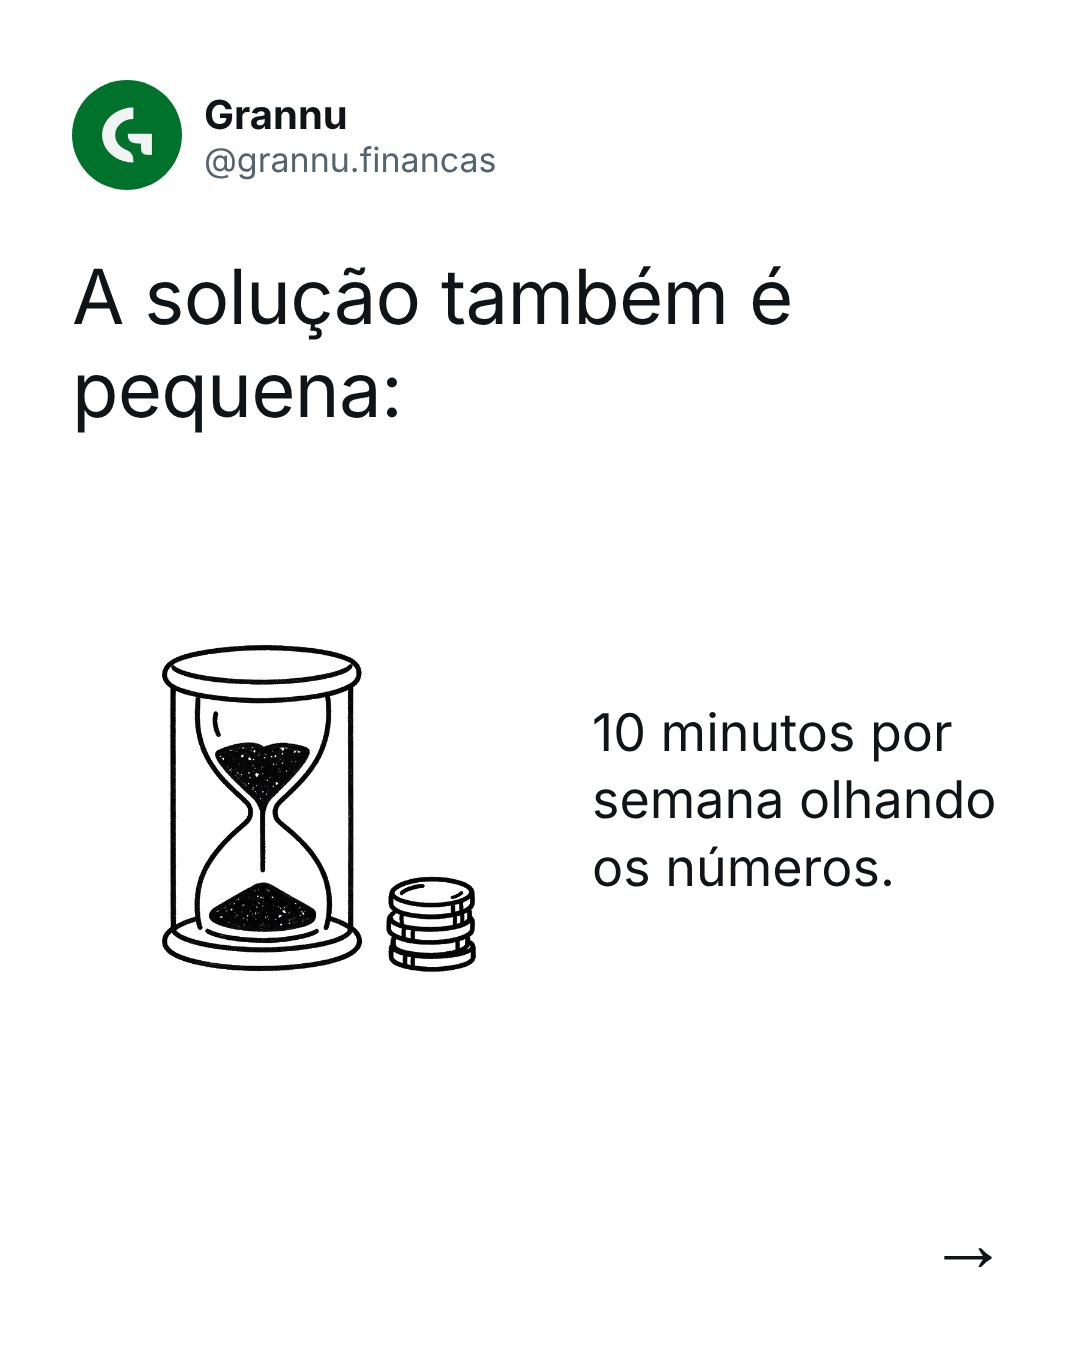 Grannu
@grannu.financas
A solução também é
pequena:
10 minutos por
semana olhando
os números.
→